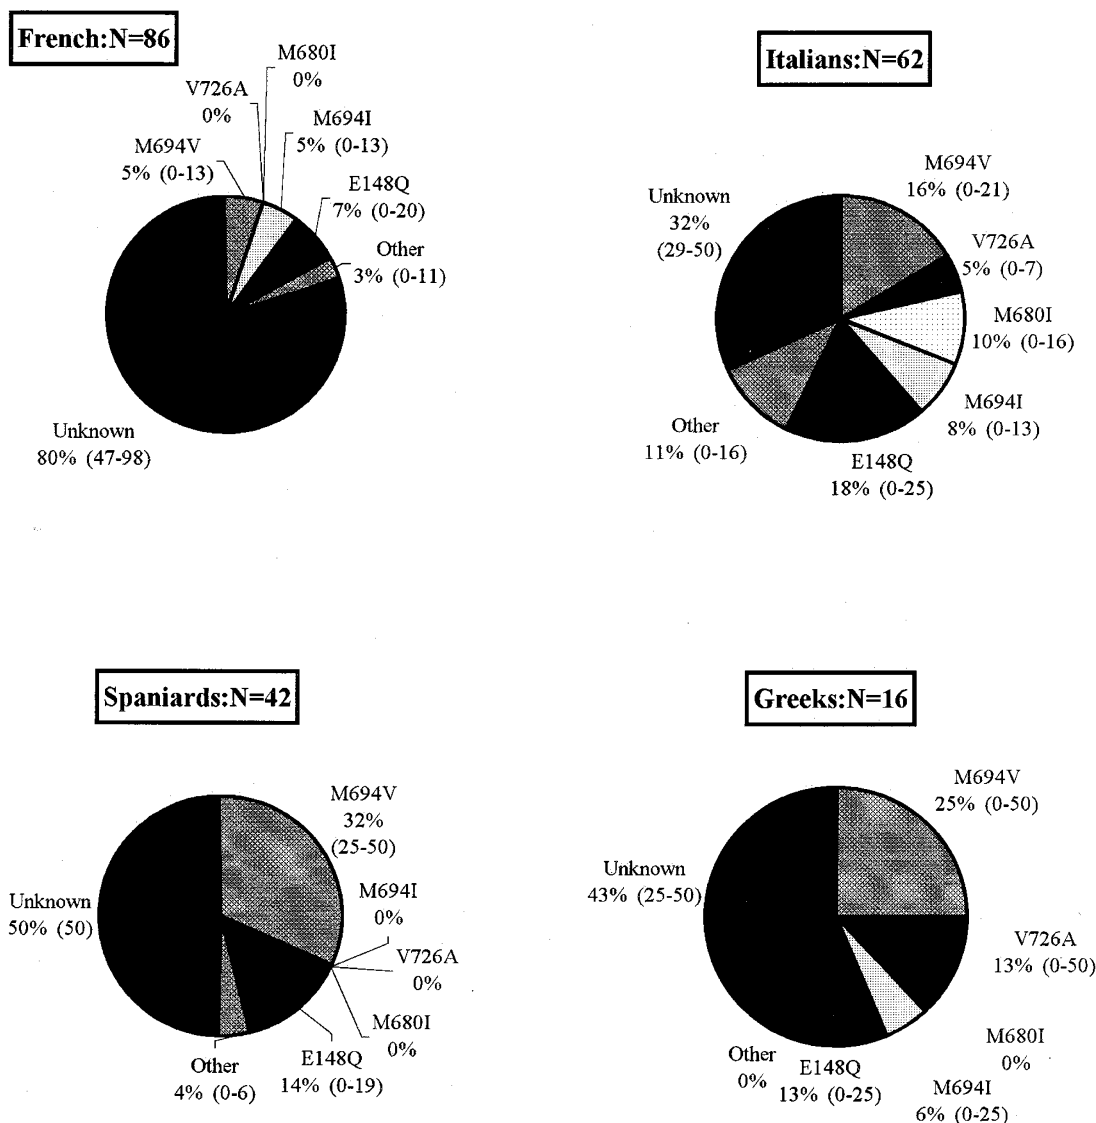 French:N=86
M680I
0%
V726A
0%
M694I
5% (0-13)
M694V
5% (0-13)
E148Q
7% (0-20)
Other
3% (0-11)
Unknown
80% (47-98)
Italians:N=62
M694V
16% (0-21)
Unknown
32%
(29-50)
V726A
5% (0-7)
M680I
10% (0-16)
M694I
8% (0-13)
Other
11% (0-16)
E148Q
18% (0-25)
Spaniards:N=42
M694V
32%
(25-50)
M694I
0%
Unknown
50% (50)
V726A
0%
M680I
0%
E148Q
14% (0-19)
Other
4% (0-6)
Greeks:N=16
M694V
25% (0-50)
Unknown
43% (25-50)
V726A
13% (0-50)
M680I
0%
Other
0%
E148Q
13% (0-25)
M694I
6% (0-25)